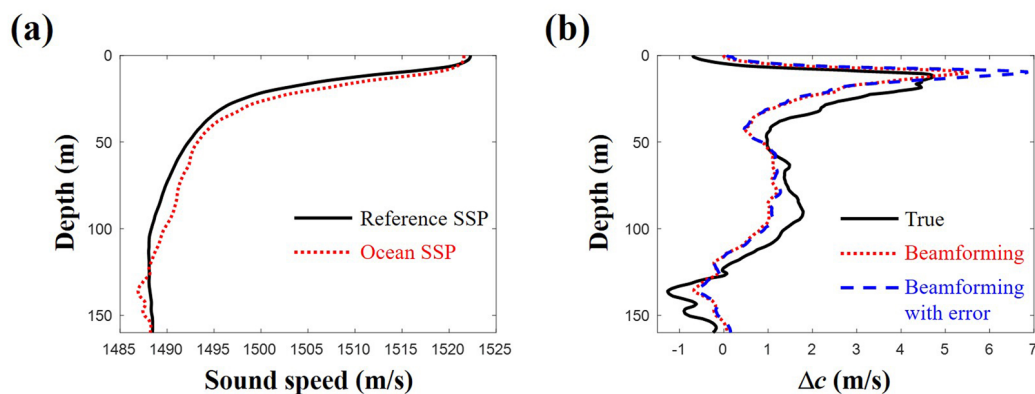 (a)
0
50
100
150
Depth (m)
1485 1490 1495 1500 1505 1510 1515 1520 1525
Sound speed (m/s)
Reference SSP
Ocean SSP
(b)
0
50
100
150
Depth (m)
-1 0 1 2 3 4 5 6 7
Δc (m/s)
True
Beamforming
Beamforming
with error